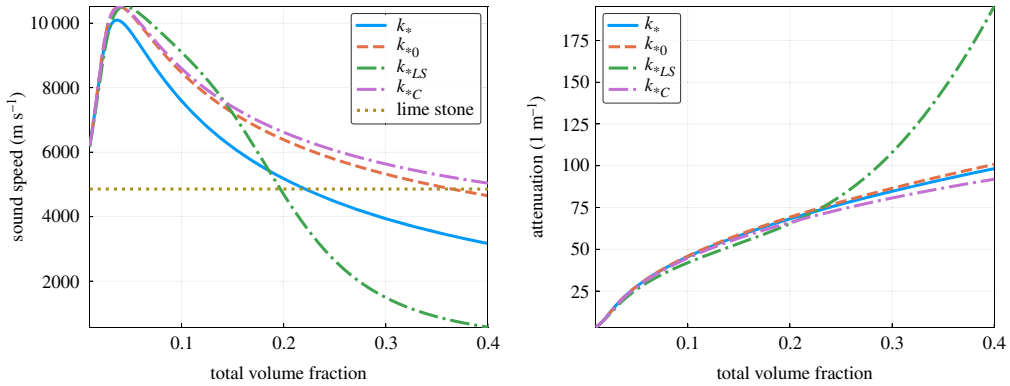 10000
8000
6000
4000
2000
sound speed (m s⁻¹)
0.1
0.2
0.3
0.4
total volume fraction
k*
k*0
k*LS
k*C
lime stone
175
150
125
100
75
50
25
attenuation (1 m⁻¹)
0.1
0.2
0.3
0.4
total volume fraction
k*
k*0
k*LS
k*C